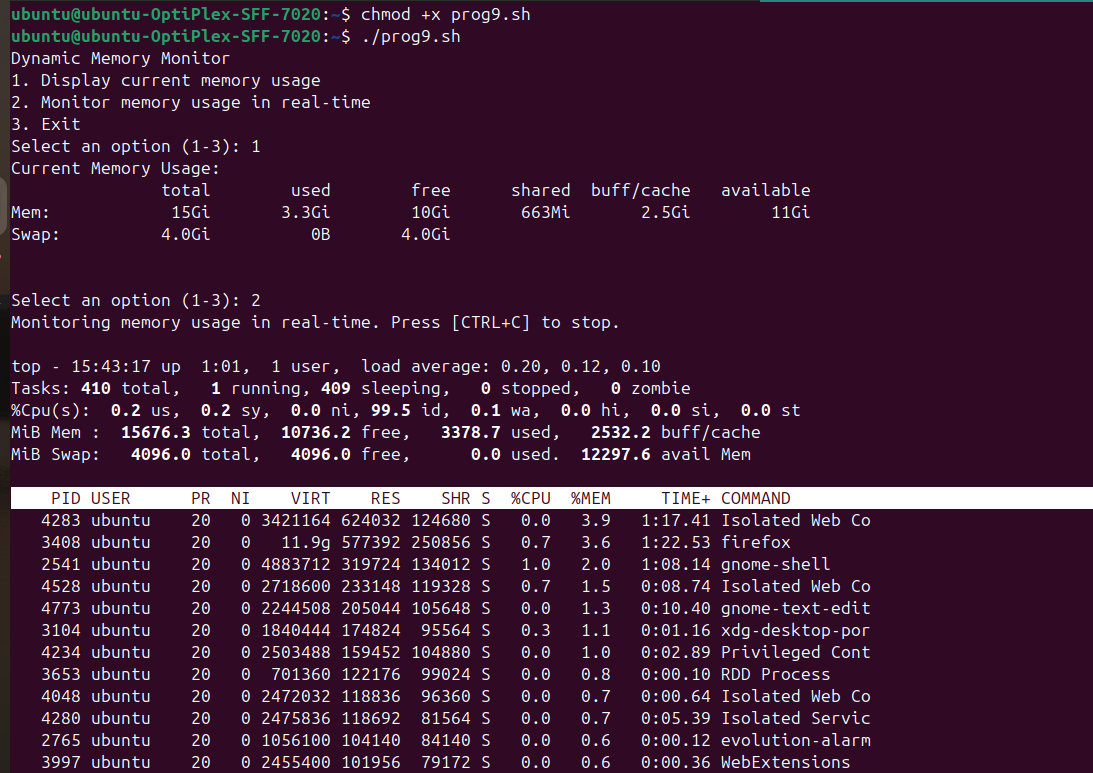 ubuntu@ubuntu-OptiPlex-SFF-7020:~$ chmod +x prog9.sh
ubuntu@ubuntu-OptiPlex-SFF-7020:~$ ./prog9.sh
Dynamic Memory Monitor
1. Display current memory usage
2. Monitor memory usage in real-time
3. Exit
Select an option (1-3): 1
Current Memory Usage:
               total        used        free      shared  buff/cache   available
Mem:            15Gi       3.3Gi        10Gi       663Mi       2.5Gi        11Gi
Swap:          4.0Gi          0B       4.0Gi
Select an option (1-3): 2
Monitoring memory usage in real-time. Press [CTRL+C] to stop.
top - 15:43:17 up  1:01,  1 user,  load average: 0.20, 0.12, 0.10
Tasks: 410 total,   1 running, 409 sleeping,   0 stopped,   0 zombie
%Cpu(s):  0.2 us,  0.2 sy,  0.0 ni, 99.5 id,  0.1 wa,  0.0 hi,  0.0 si,  0.0 st
MiB Mem :  15676.3 total,  10736.2 free,   3378.7 used,   2532.2 buff/cache
MiB Swap:   4096.0 total,   4096.0 free,      0.0 used.  12297.6 avail Mem
    PID USER      PR  NI    VIRT    RES    SHR S  %CPU  %MEM     TIME+ COMMAND
   4283 ubuntu    20   0 3421164 624032 124680 S   0.0   3.9   1:17.41 Isolated Web Co
   3408 ubuntu    20   0   11.9g 577392 250856 S   0.7   3.6   1:22.53 firefox
   2541 ubuntu    20   0 4883712 319724 134012 S   1.0   2.0   1:08.14 gnome-shell
   4528 ubuntu    20   0 2718600 233148 119328 S   0.7   1.5   0:08.74 Isolated Web Co
   4773 ubuntu    20   0 2244508 205044 105648 S   0.0   1.3   0:10.40 gnome-text-edit
   3104 ubuntu    20   0 1840444 174824  95564 S   0.3   1.1   0:01.16 xdg-desktop-por
   4234 ubuntu    20   0 2503488 159452 104880 S   0.0   1.0   0:02.89 Privileged Cont
   3653 ubuntu    20   0  701360 122176  99024 S   0.0   0.8   0:00.10 RDD Process
   4048 ubuntu    20   0 2472032 118836  96360 S   0.0   0.7   0:00.64 Isolated Web Co
   4280 ubuntu    20   0 2475836 118692  81564 S   0.0   0.7   0:05.39 Isolated Servic
   2765 ubuntu    20   0 1056100 104140  84140 S   0.0   0.6   0:00.12 evolution-alarm
   3997 ubuntu    20   0 2455400 101956  79172 S   0.0   0.6   0:00.36 WebExtensions